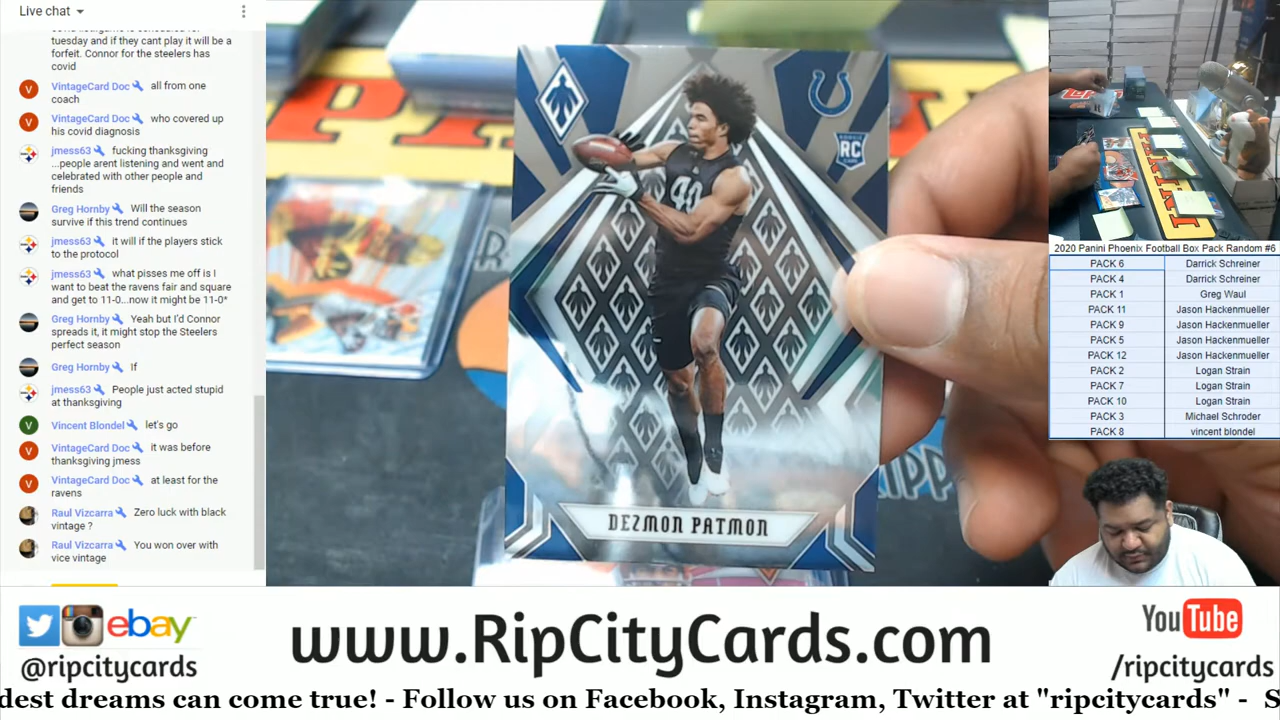 Live chat
tuesday and if they cant play it will be a
forfeit. Connor for the steelers has
covid
VintageCard Doc all from one
coach
VintageCard Doc who covered up
his covid diagnosis
jmess63 fucking thanksgiving
...people arent listening and went and
celebrated with other people and
friends
Greg Hornby Will the season
survive if this trend continues
jmess63 it will if the players stick
to the protocol
jmess63 what pisses me off is I
want to beat the ravens fair and square
and get to 11-0...now it might be 11-0*
Greg Hornby Yeah but I'd Connor
spreads it, it might stop the Steelers
perfect season
Greg Hornby If
jmess63 People just acted stupid
at thanksgiving
Vincent Blondel let's go
VintageCard Doc it was before
thanksgiving jmess
VintageCard Doc at least for the
ravens
Raul Vizcarra Zero luck with black
vintage ?
Raul Vizcarra You won over with
vice vintage
RC
40
DEZMON PATMON
2020 Panini Phoenix Football Box Pack Random #6
PACK 6 Darrick Schreiner
PACK 4 Darrick Schreiner
PACK 1 Greg Waul
PACK 11 Jason Hackenmueller
PACK 9 Jason Hackenmueller
PACK 5 Jason Hackenmueller
PACK 12 Jason Hackenmueller
PACK 2 Logan Strain
PACK 7 Logan Strain
PACK 10 Logan Strain
PACK 3 Michael Schroder
PACK 8 vincent blondel
ebay
@ripcitycards
www.RipCityCards.com
YouTube
/ripcitycards
dest dreams can come true! - Follow us on Facebook, Instagram, Twitter at "ripcitycards" - S